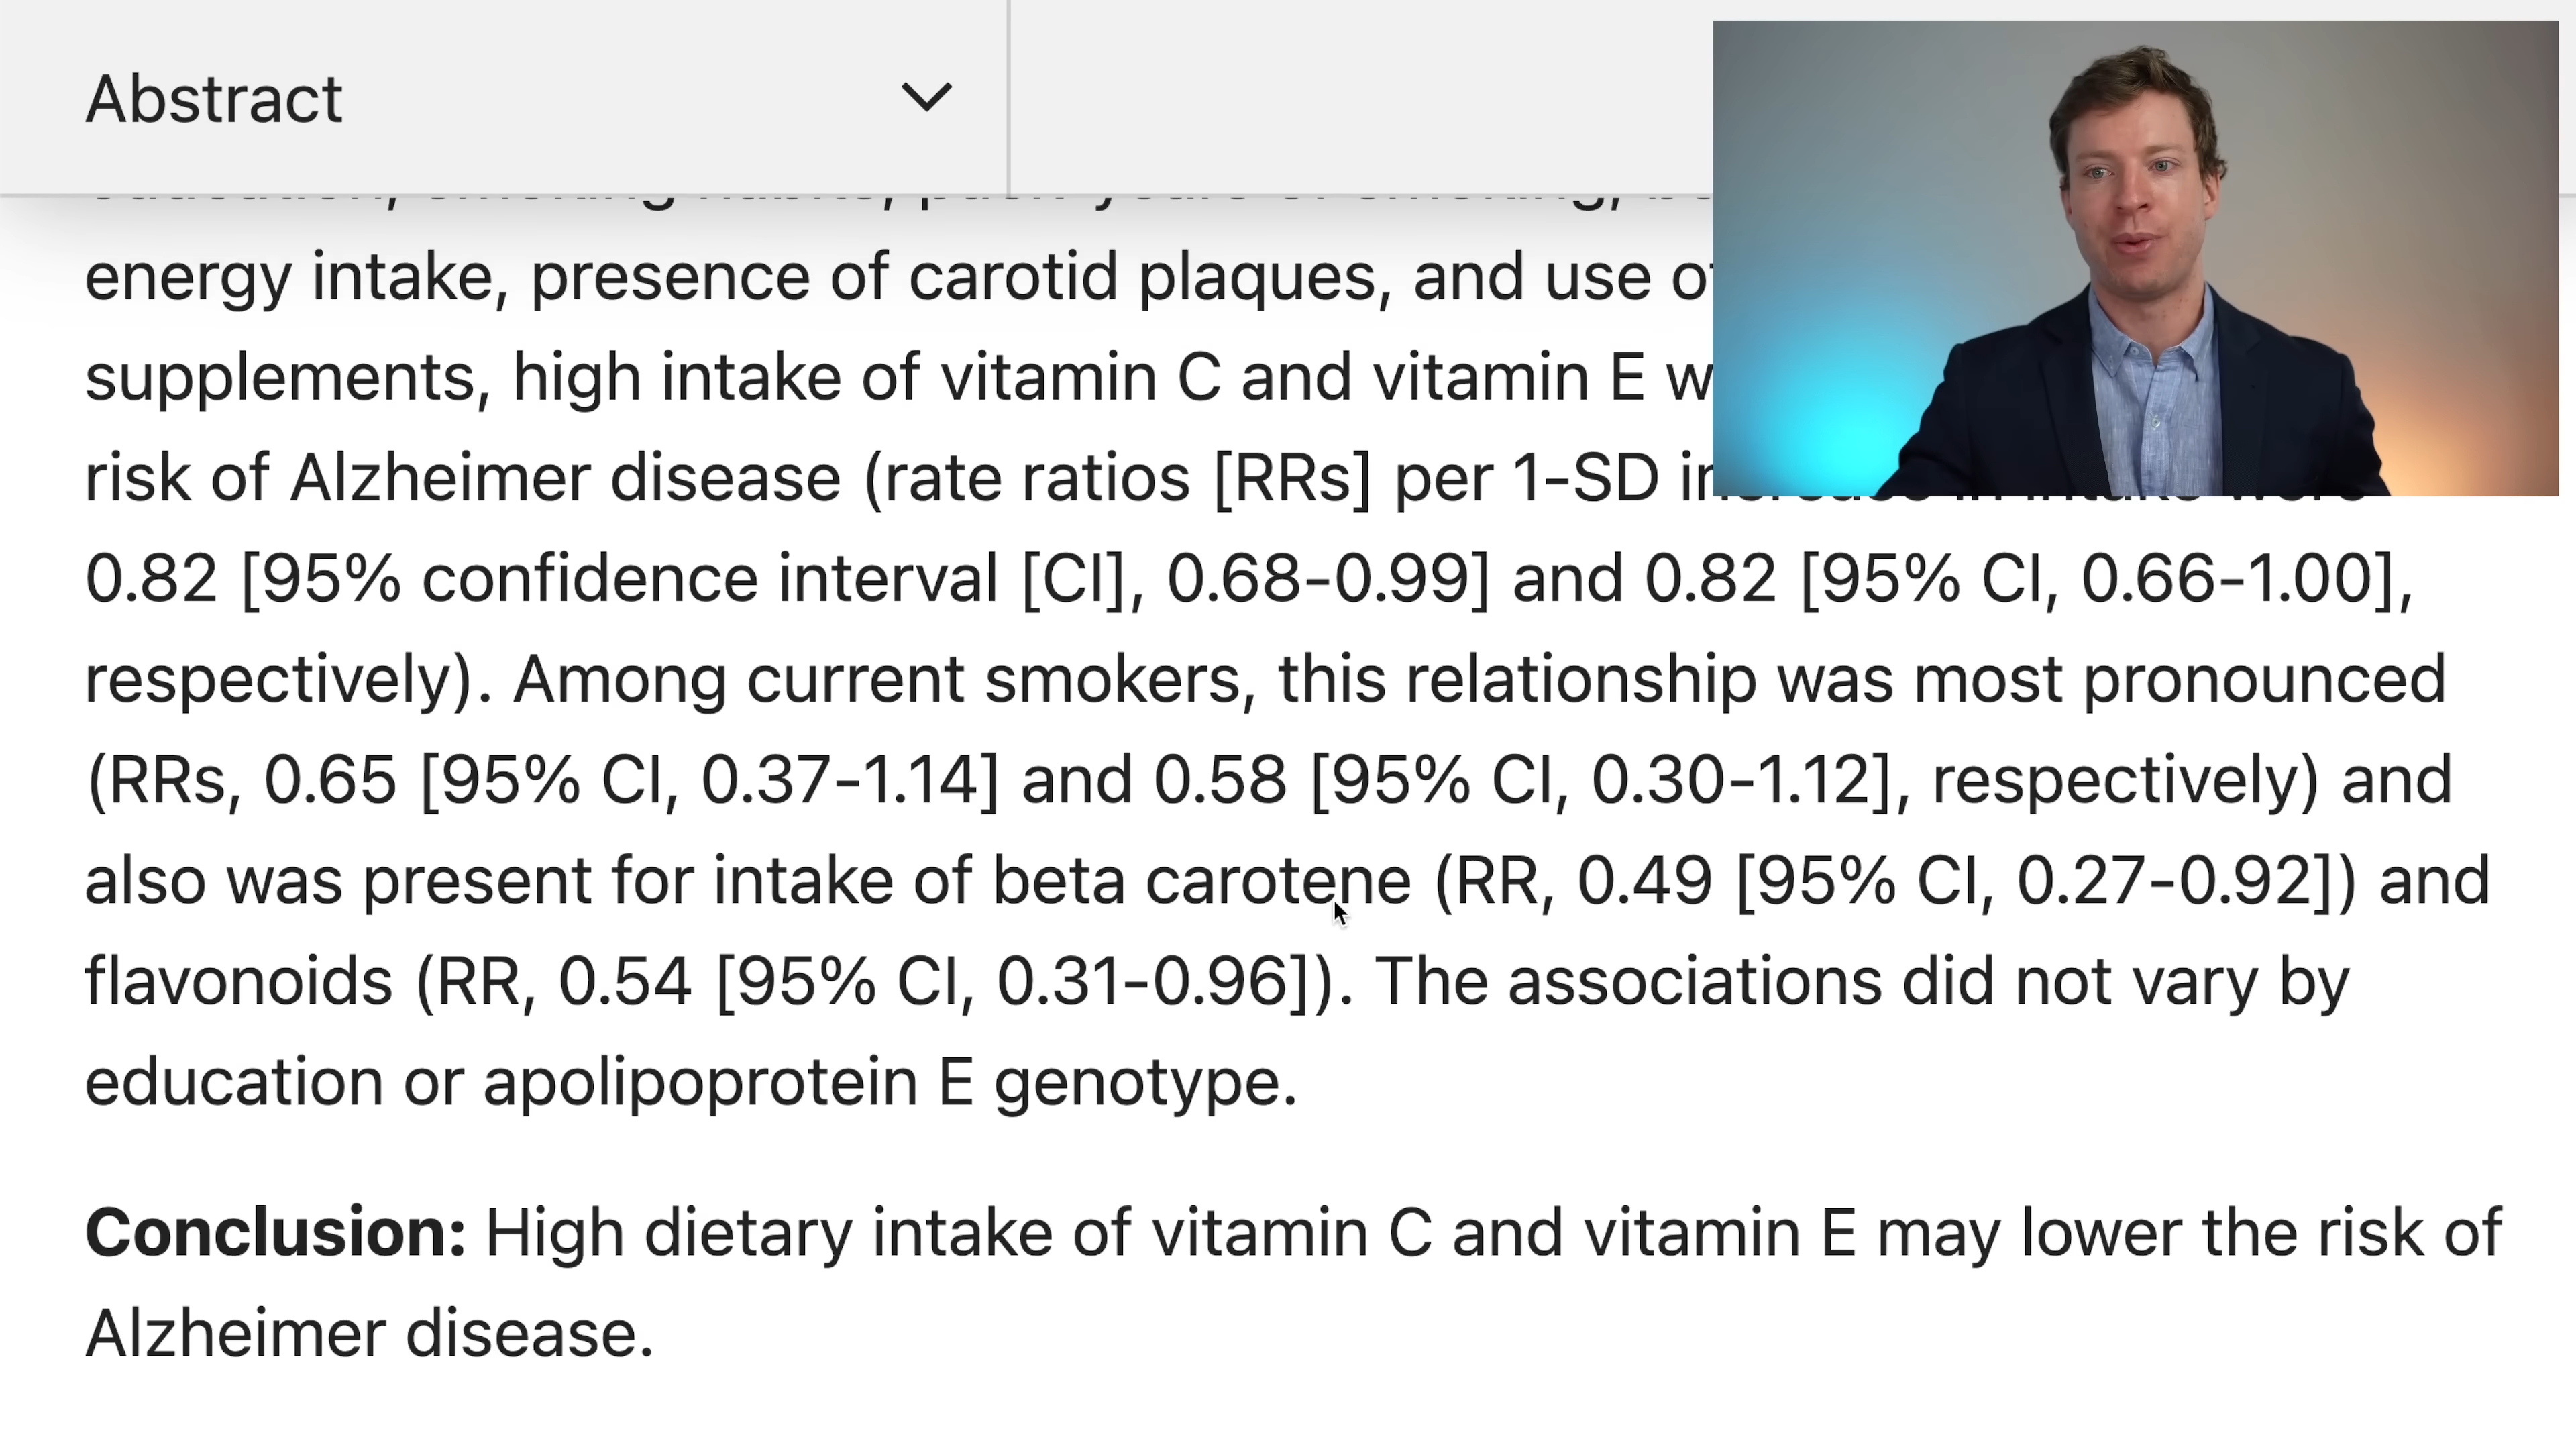 Abstract
energy intake, presence of carotid plaques, and use
supplements, high intake of vitamin C and vitamin E
risk of Alzheimer disease (rate ratios [RRs] per 1-SD increase in intake were
0.82 [95% confidence interval [CI], 0.68-0.99] and 0.82 [95% CI, 0.66-1.00],
respectively). Among current smokers, this relationship was most pronounced
(RRs, 0.65 [95% CI, 0.37-1.14] and 0.58 [95% CI, 0.30-1.12], respectively) and
also was present for intake of beta carotene (RR, 0.49 [95% CI, 0.27-0.92]) and
flavonoids (RR, 0.54 [95% CI, 0.31-0.96]). The associations did not vary by
education or apolipoprotein E genotype.
Conclusion: High dietary intake of vitamin C and vitamin E may lower the risk of
Alzheimer disease.